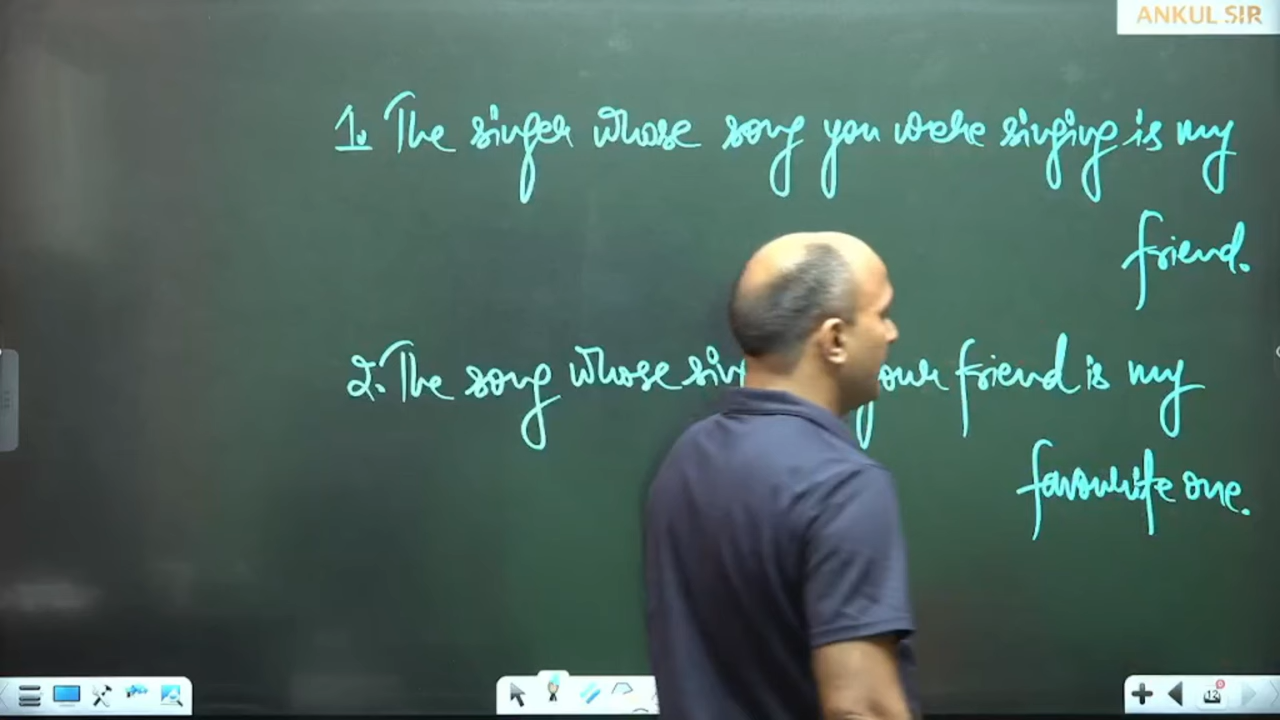 ANKUL SIR
1. The singer whose song you were singing is my
friend.
2. The song whose your friend is my
favourite one.